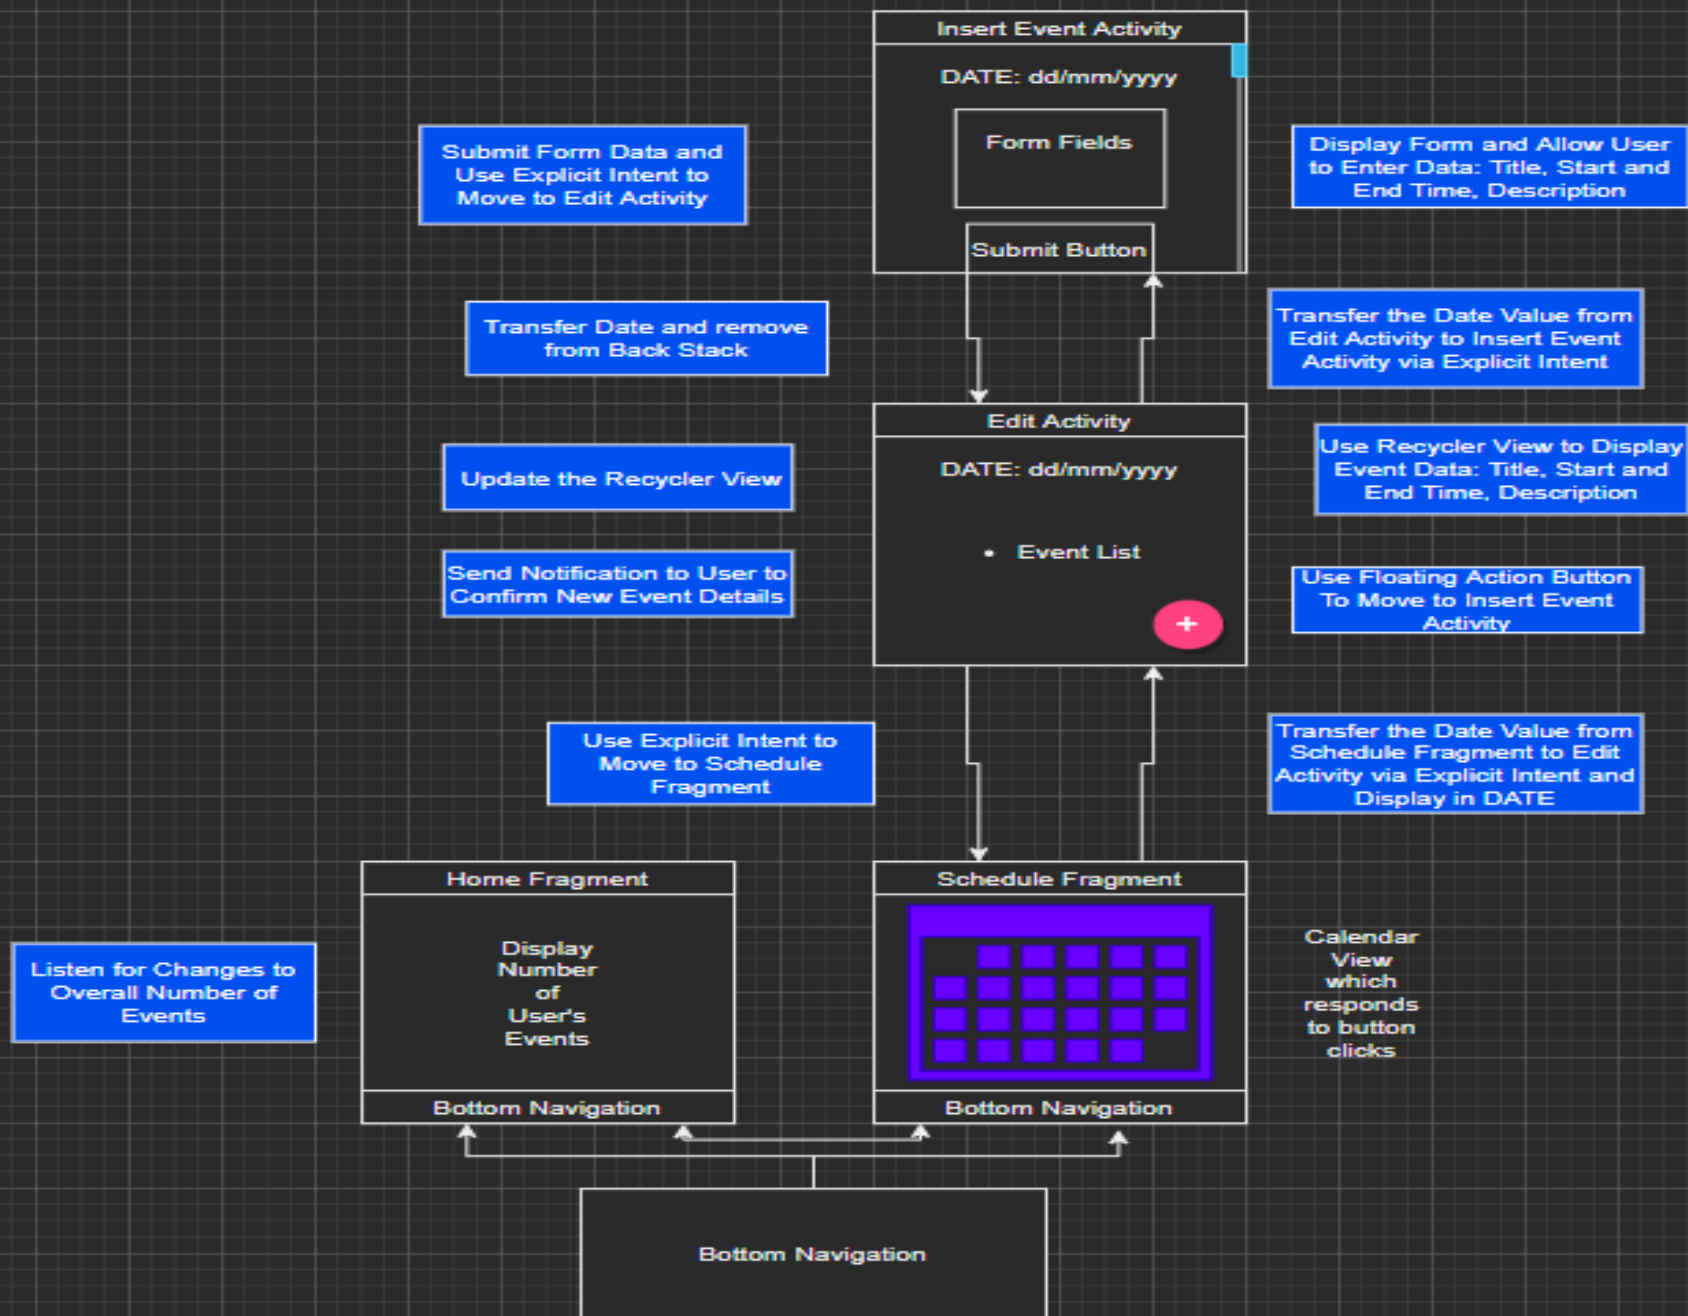 Insert Event Activity
DATE: dd/mm/yyyy
Form Fields
Submit Button
Submit Form Data and
Use Explicit Intent to
Move to Edit Activity
Display Form and Allow User
to Enter Data: Title, Start and
End Time, Description
Transfer Date and remove
from Back Stack
Transfer the Date Value from
Edit Activity to Insert Event
Activity via Explicit Intent
Edit Activity
DATE: dd/mm/yyyy
• Event List
+
Update the Recycler View
Use Recycler View to Display
Event Data: Title, Start and
End Time, Description
Send Notification to User to
Confirm New Event Details
Use Floating Action Button
To Move to Insert Event
Activity
Use Explicit Intent to
Move to Schedule
Fragment
Transfer the Date Value from
Schedule Fragment to Edit
Activity via Explicit Intent and
Display in DATE
Home Fragment
Display
Number
of
User's
Events
Bottom Navigation
Listen for Changes to
Overall Number of
Events
Schedule Fragment
Bottom Navigation
Calendar
View
which
responds
to button
clicks
Bottom Navigation